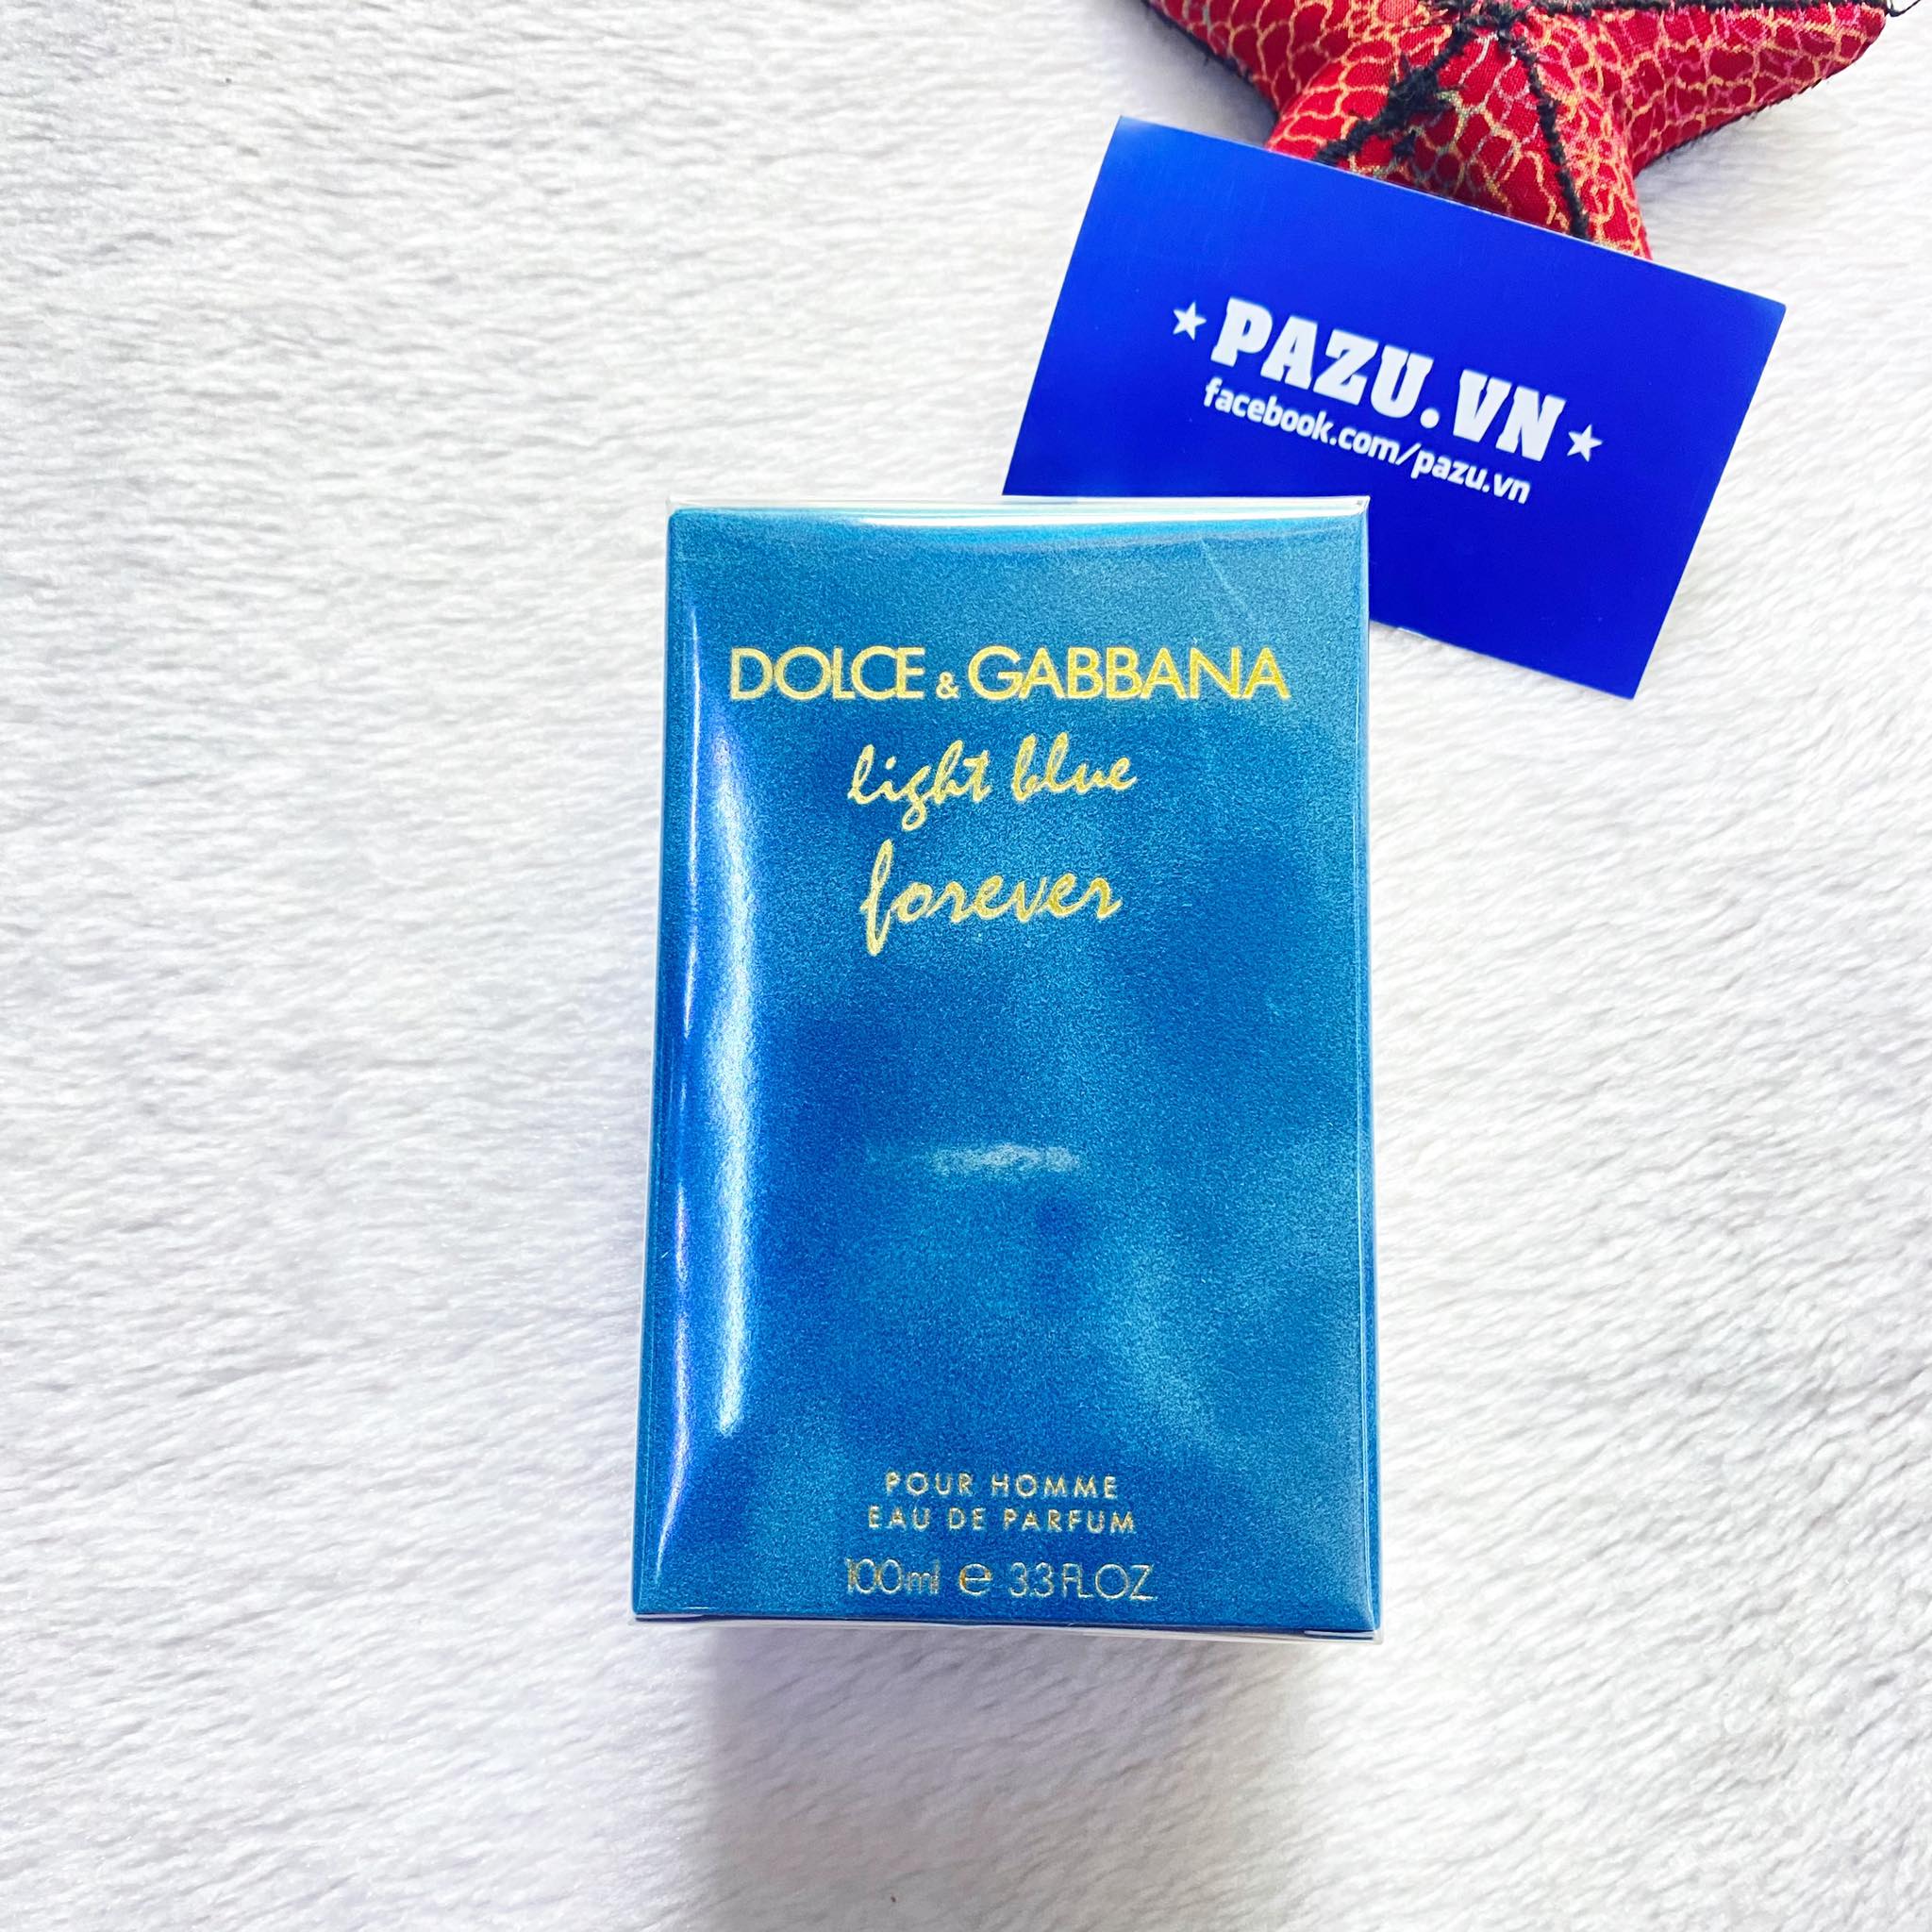 ★ PAZU.VN ★
facebook.com/pazu.vn
DOLCE & GABBANA
light blue
forever
POUR HOMME
EAU DE PARFUM
100ml ℮ 3.3 FL.OZ.